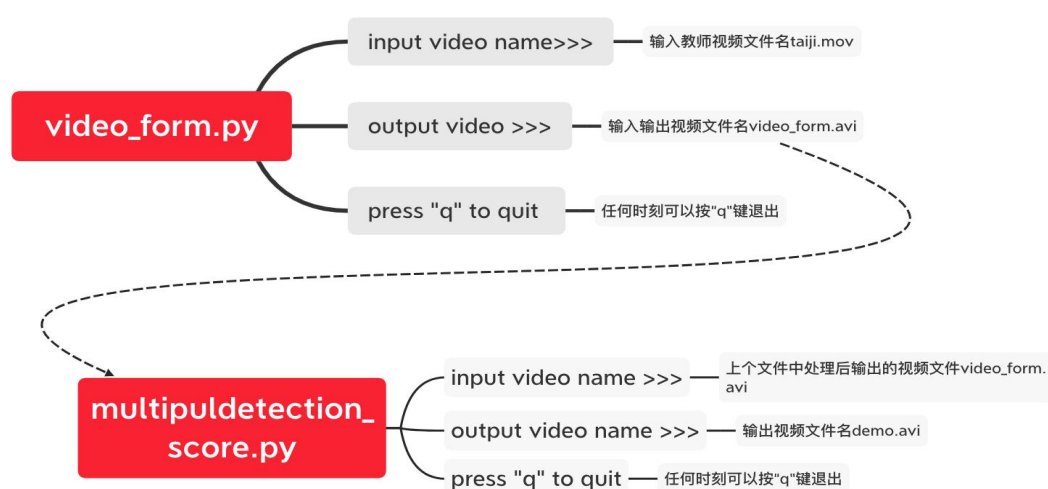 input video name>>>
输入教师视频文件名taiji.mov
video_form.py
output video >>>
输入输出视频文件名video_form.avi
press "q" to quit
任何时刻可以按“q”键退出
input video name >>>
上个文件中处理后输出的视频文件video_form.
avi
multipuldetection_
score.py
output video name >>>
输出视频文件名demo.avi
press "q" to quit
任何时刻可以按“q”键退出